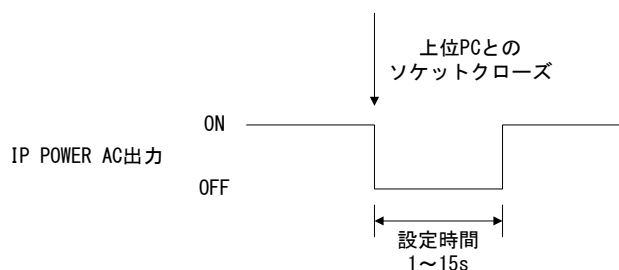 上位PCとの
ソケットクローズ
ON
IP POWER AC出力
OFF
設定時間
1～15s